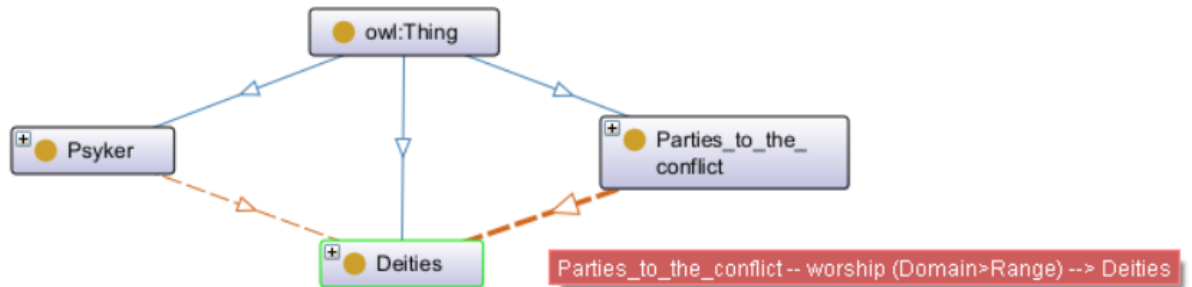 owl:Thing
Psyker
Parties_to_the_
conflict
Deities
Parties_to_the_conflict -- worship (Domain>Range) --> Deities